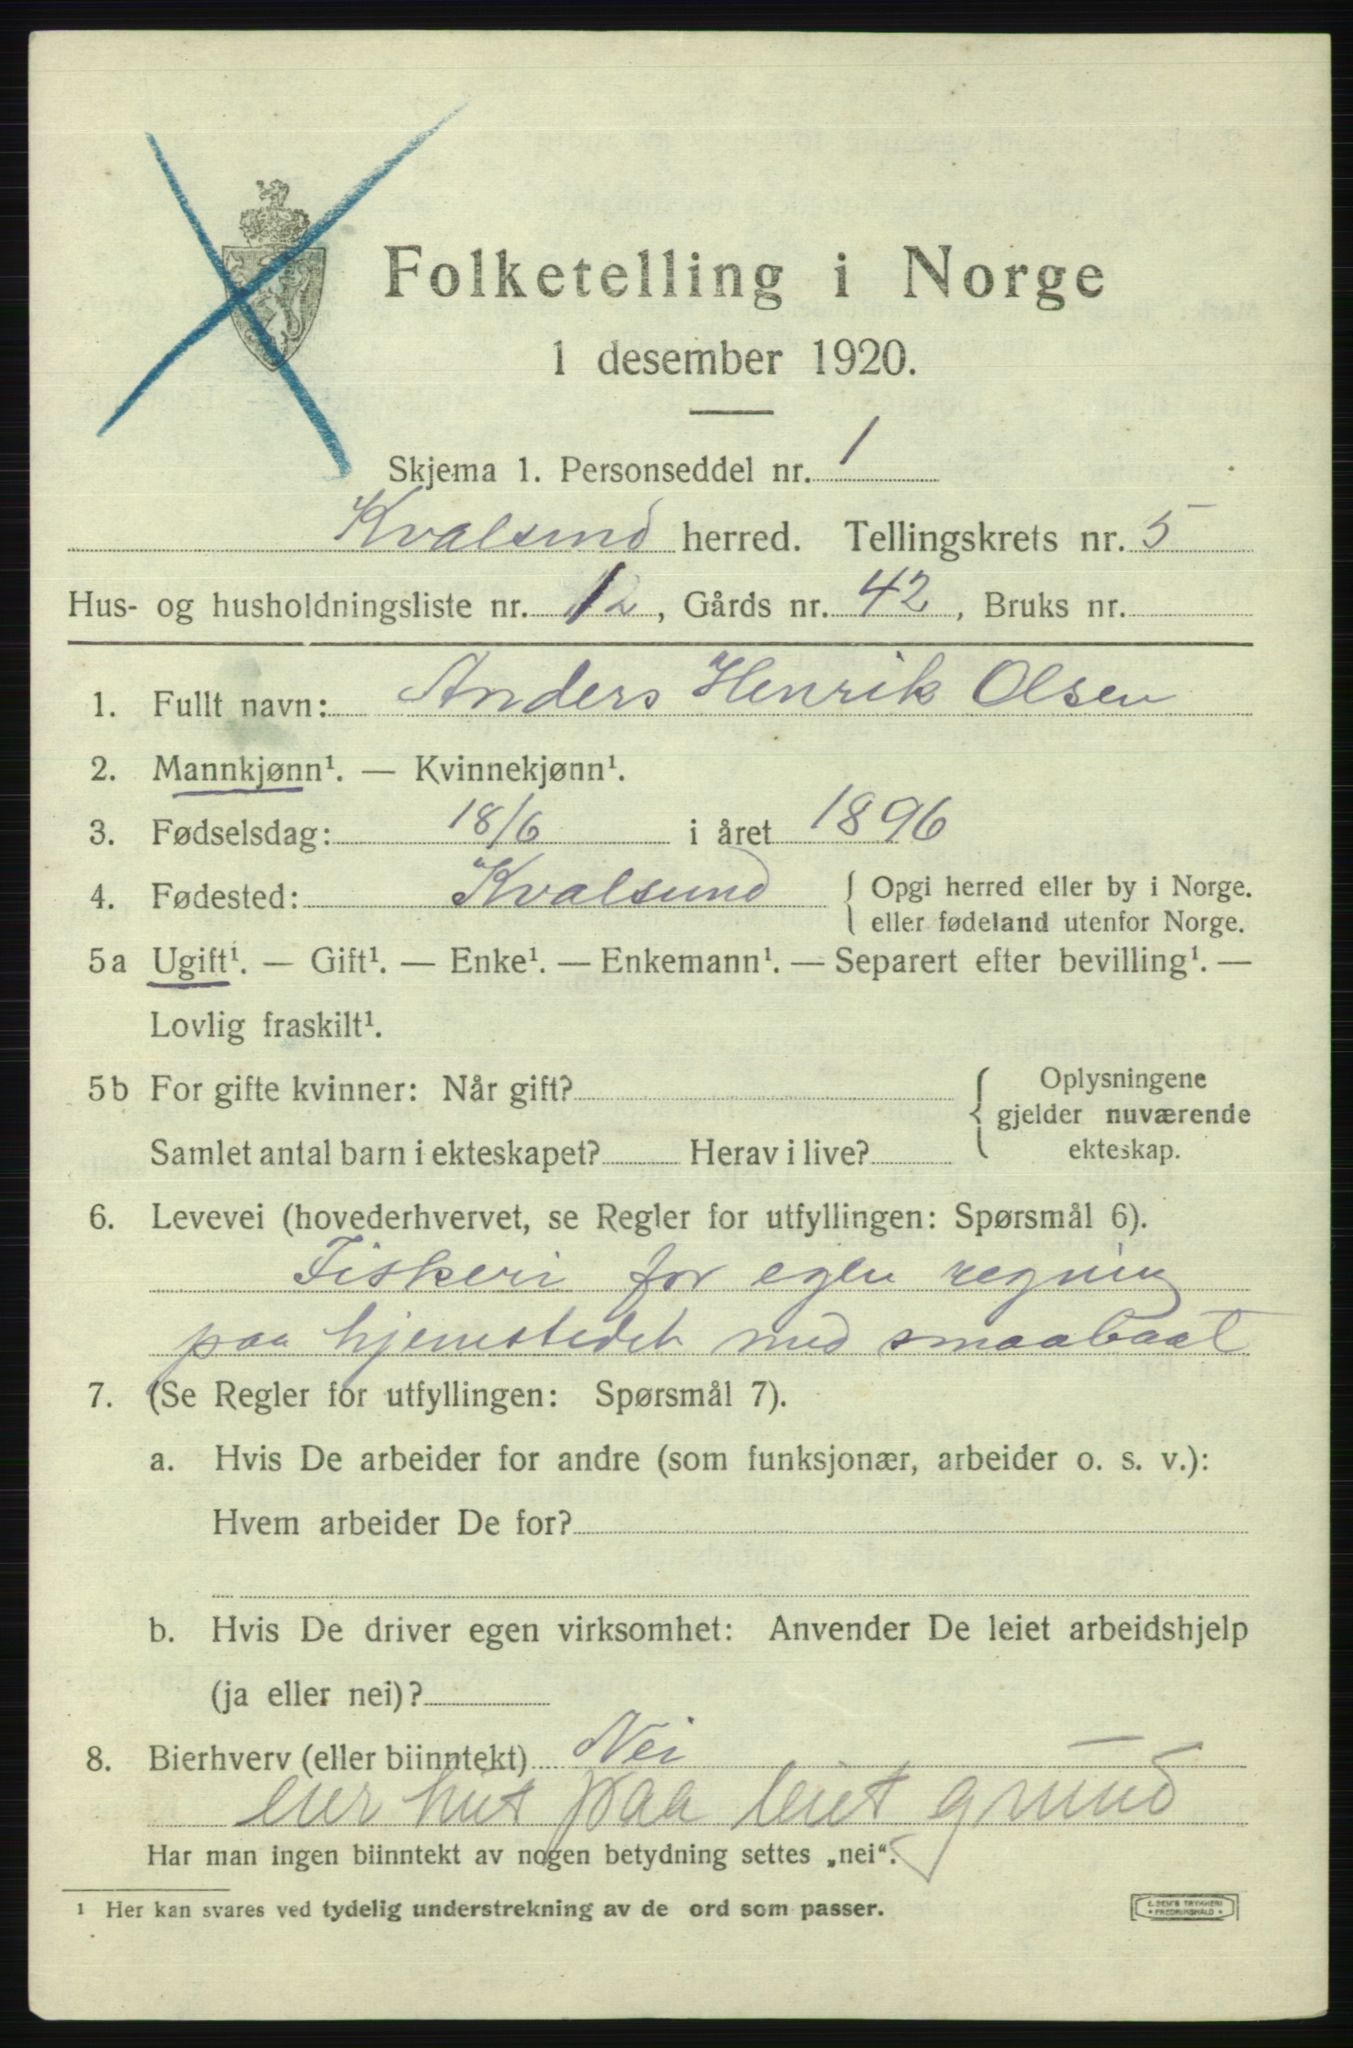 Folketelling i Norge
1 desember 1920.
Skjema 1. Personseddel nr. 1
Kvalsund herred. Tellingskrets nr. 5
Hus- og husholdningsliste nr. 12, Gårds nr. 42, Bruks nr.
1. Fullt navn: Anders Henrik Olsen
2. Mannkjønn¹. — Kvinnekjønn¹.
3. Fødselsdag: 18/6 i året 1896
4. Fødested: Kvalsund { Opgi herred eller by i Norge.
eller fødeland utenfor Norge.
5 a Ugift¹. — Gift¹. — Enke¹. — Enkemann¹. — Separert efter bevilling¹. —
Lovlig fraskilt¹.
5 b For gifte kvinner: Når gift? { Oplysningene
gjelder nuværende
Samlet antal barn i ekteskapet? Herav i live? ekteskap.
6. Levevei (hovederhvervet, se Regler for utfyllingen: Spørsmål 6).
Fiskeri for egen regning
paa hjemstedet med smaabaat
7. (Se Regler for utfyllingen: Spørsmål 7).
a. Hvis De arbeider for andre (som funksjonær, arbeider o. s. v.):
Hvem arbeider De for?
b. Hvis De driver egen virksomhet: Anvender De leiet arbeidshjelp
(ja eller nei)?
8. Bierhverv (eller biinntekt) Nei
eier hus paa leiet grund
Har man ingen biinntekt av nogen betydning settes „nei“.
¹ Her kan svares ved tydelig understrekning av de ord som passer.
E. SEM'S TRYKKERI
FREDRIKSHALD